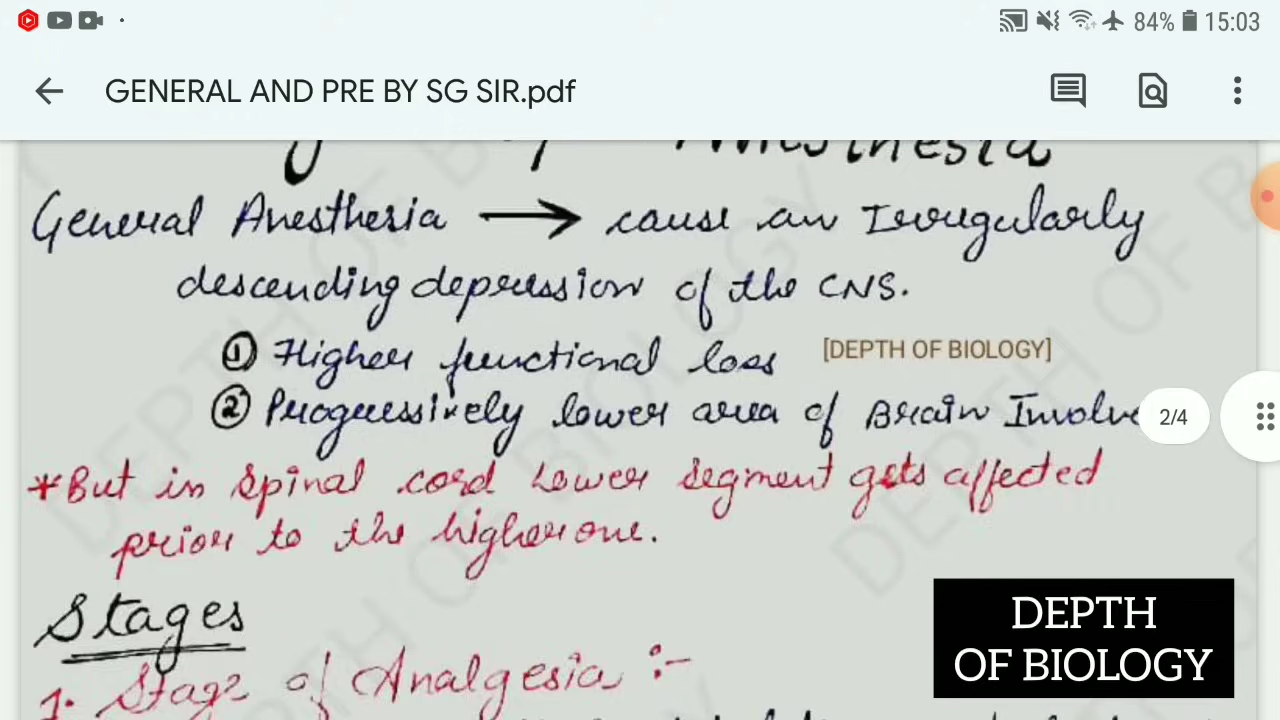 84% 15:03
GENERAL AND PRE BY SG SIR.pdf
Anesthesia
General Anesthesia → cause an Irregularly
descending depression of the CNS.
① Higher functional loss [DEPTH OF BIOLOGY]
② Progressively lower area of Brain Involve
2/4
*But in spinal cord Lower segment gets affected
prior to the higher one.
Stages
1. Stage of Analgesia :-
DEPTH
OF BIOLOGY